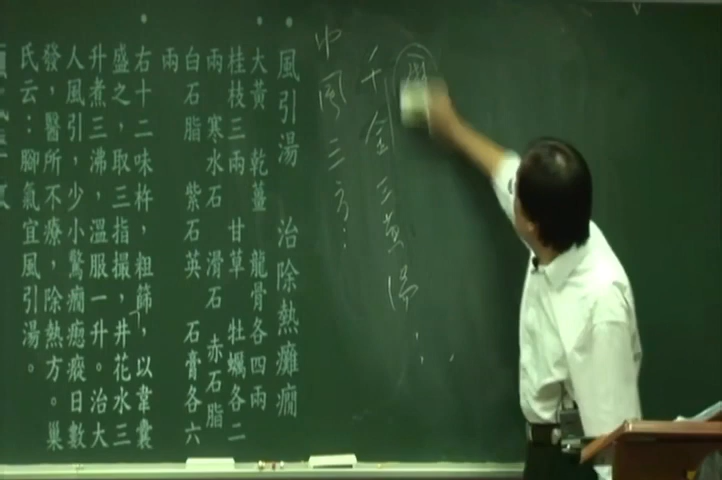 千金三黃湯：
中風三方：
・風引湯 治除熱癱癇
・大黃 乾薑 龍骨各四兩
桂枝三兩 甘草 牡蠣各二
兩 寒水石 滑石 赤石脂
白石脂 紫石英 石膏各六
兩
・右十二味杵，粗篩，以韋囊
盛之，取三指撮，井花水三
升煮三沸，溫服一升。治大
人風引，少小驚癇瘛瘲日數
發，醫所不療，除熱方。巢
氏云：腳氣宜風引湯。